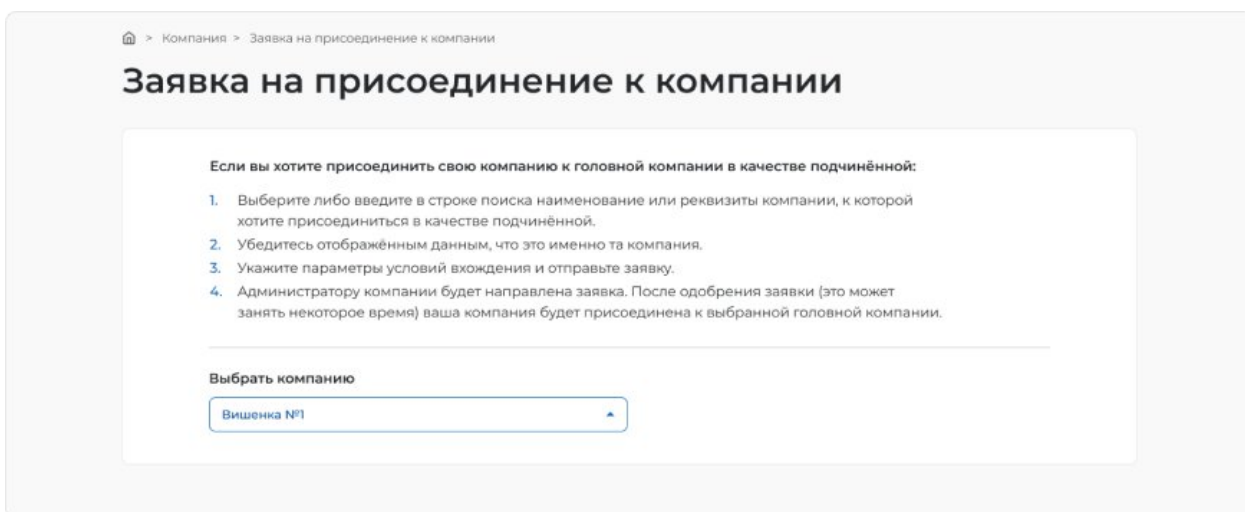 > Компания > Заявка на присоединение к компании
Заявка на присоединение к компании
Если вы хотите присоединить свою компанию к головной компании в качестве подчинённой:
1. Выберите либо введите в строке поиска наименование или реквизиты компании, к которой
хотите присоединиться в качестве подчинённой.
2. Убедитесь отображённым данным, что это именно та компания.
3. Укажите параметры условий вхождения и отправьте заявку.
4. Администратору компании будет направлена заявка. После одобрения заявки (это может
занять некоторое время) ваша компания будет присоединена к выбранной головной компании.
Выбрать компанию
Вишенка №1